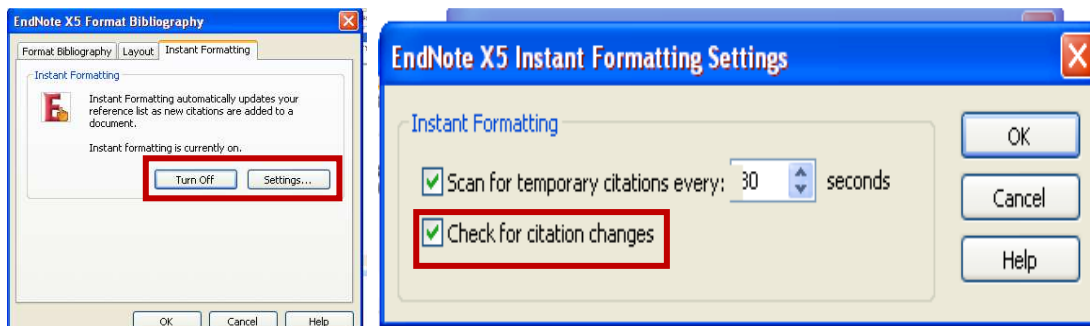 EndNote X5 Format Bibliography
Format Bibliography Layout Instant Formatting
Instant Formatting
Instant Formatting automatically updates your
reference list as new citations are added to a
document.
Instant formatting is currently on.
Turn Off Settings...
OK Cancel Help
EndNote X5 Instant Formatting Settings
Instant Formatting
Scan for temporary citations every: 30 seconds
Check for citation changes
OK
Cancel
Help